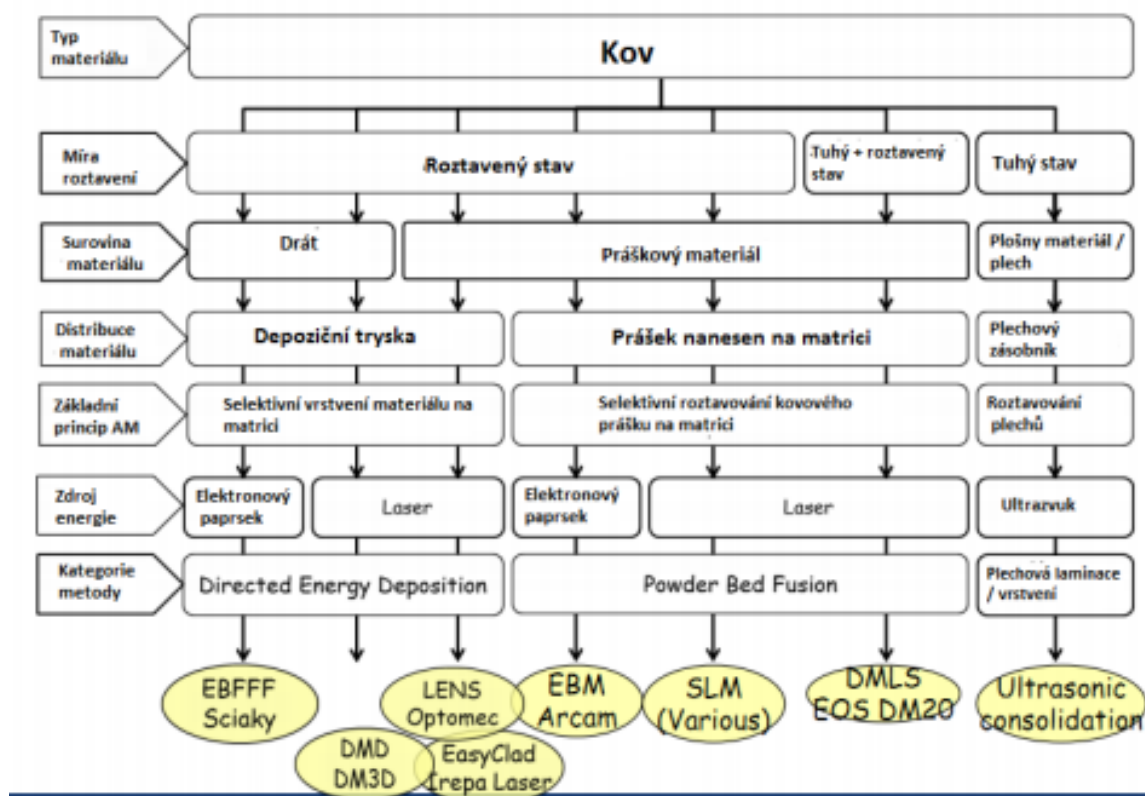 Typ
materiálu
Kov
Míra
roztavení
Roztavený stav
Tuhý + roztavený
stav
Tuhý stav
Surovina
materiálu
Drát
Práškový materiál
Plošny materiál /
plech
Distribuce
materiálu
Depoziční tryska
Prášek nanesen na matrici
Plechový
zásobník
Základní
princip AM
Selektivní vrstvení materiálu na
matrici
Selektivní roztavování kovového
prášku na matrici
Roztavování
plechů
Zdroj
energie
Elektronový
paprsek
Laser
Elektronový
paprsek
Laser
Ultrazvuk
Kategorie
metody
Directed Energy Deposition
Powder Bed Fusion
Plechová laminace
/ vrstvení
EBFFF
Sciaky
DMD
DM3D
LENS
Optomec
EasyClad
Irepa Laser
EBM
Arcam
SLM
(Various)
DMLS
EOS DM20
Ultrasonic
consolidation